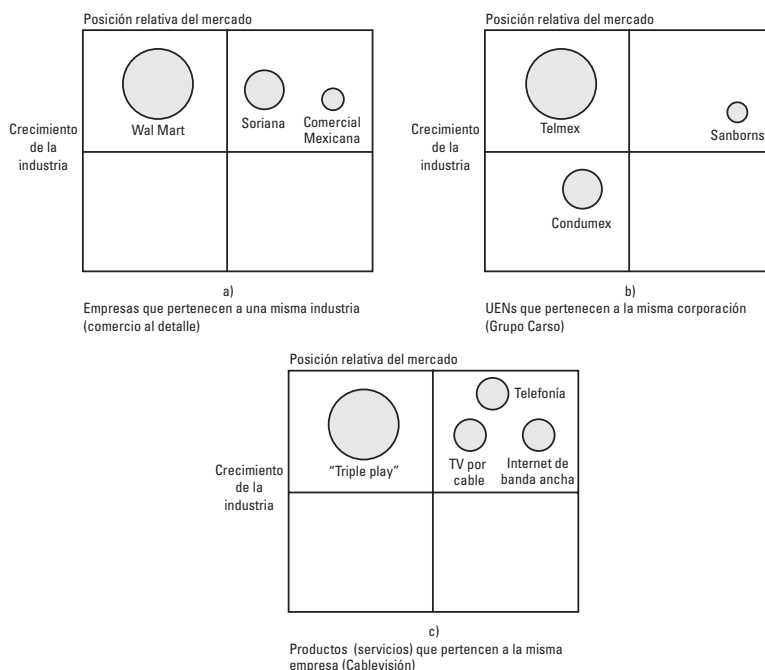 Posición relativa del mercado
Crecimiento
de la
industria
Wal Mart
Soriana
Comercial
Mexicana
a)
Empresas que pertenecen a una misma industria
(comercio al detalle)
Posición relativa del mercado
Crecimiento
de la
industria
Telmex
Sanborns
Condumex
b)
UENs que pertenecen a la misma corporación
(Grupo Carso)
Posición relativa del mercado
Crecimiento
de la
industria
"Triple play"
Telefonía
TV por
cable
Internet de
banda ancha
c)
Productos (servicios) que pertencen a la misma
empresa (Cablevisión)